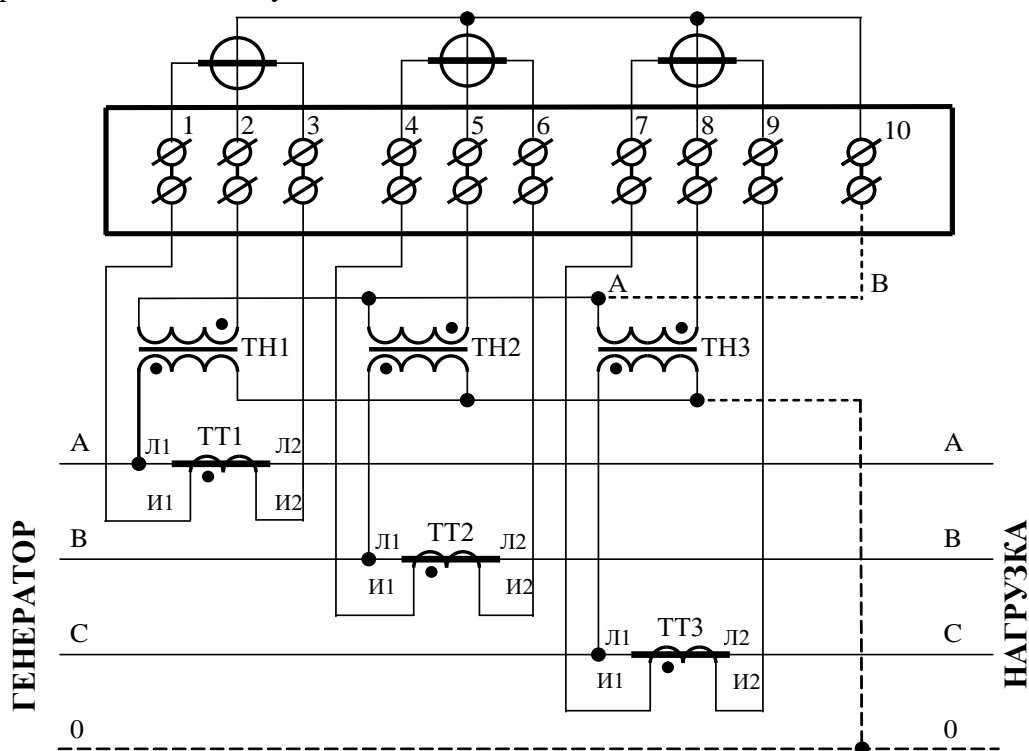 1 2 3 4 5 6 7 8 9 10
А В
ТН1 ТН2 ТН3
А Л1 ТТ1 Л2 А
И1 И2
В Л1 ТТ2 Л2 В
И1 И2
С Л1 ТТ3 Л2 С
И1 И2
0 0
ГЕНЕРАТОР
НАГРУЗКА